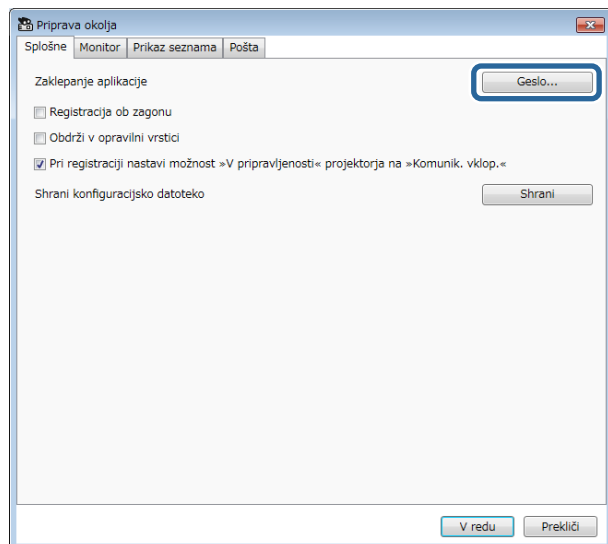 Priprava okolja
Splošne Monitor Prikaz seznama Pošta
Zaklepanje aplikacije Geslo...
Registracija ob zagonu
Obdrži v opravilni vrstici
Pri registraciji nastavi možnost »V pripravljenosti« projektorja na »Komunik. vklop.«
Shrani konfiguracijsko datoteko Shrani
V redu Prekliči